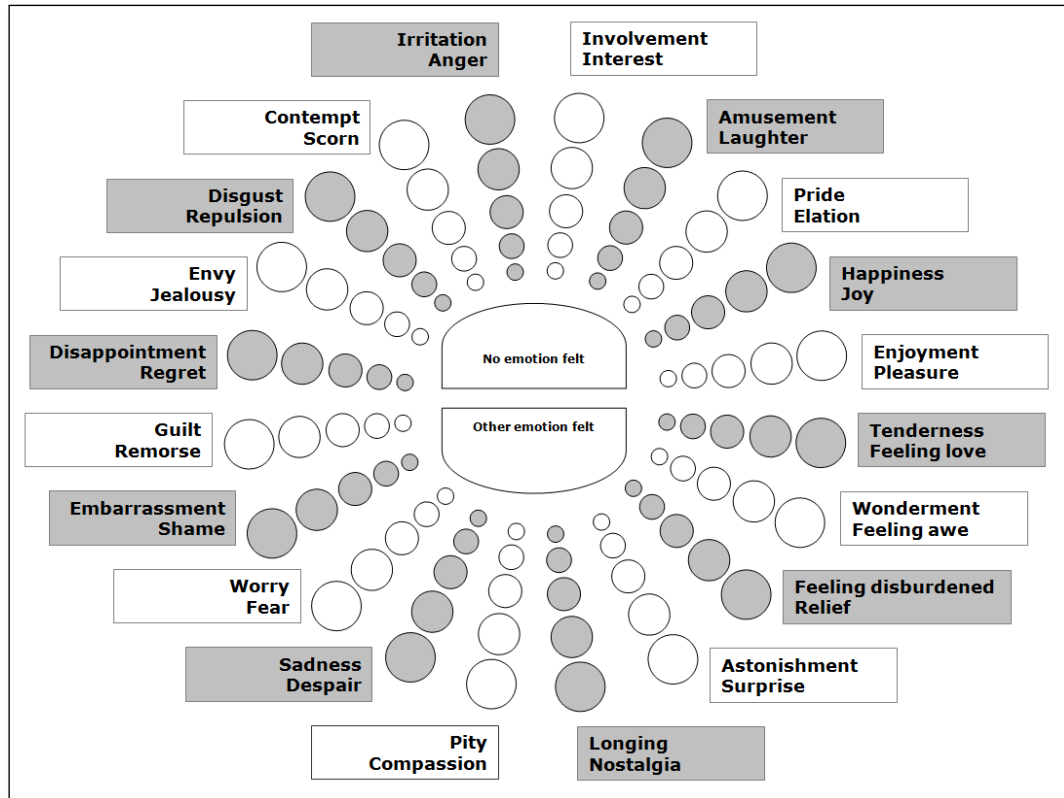 Irritation
Anger
Involvement
Interest
Contempt
Scorn
Amusement
Laughter
Disgust
Repulsion
Pride
Elation
Envy
Jealousy
Happiness
Joy
Disappointment
Regret
No emotion felt
Enjoyment
Pleasure
Guilt
Remorse
Other emotion felt
Tenderness
Feeling love
Embarrassment
Shame
Wonderment
Feeling awe
Worry
Fear
Feeling disburdened
Relief
Sadness
Despair
Astonishment
Surprise
Pity
Compassion
Longing
Nostalgia